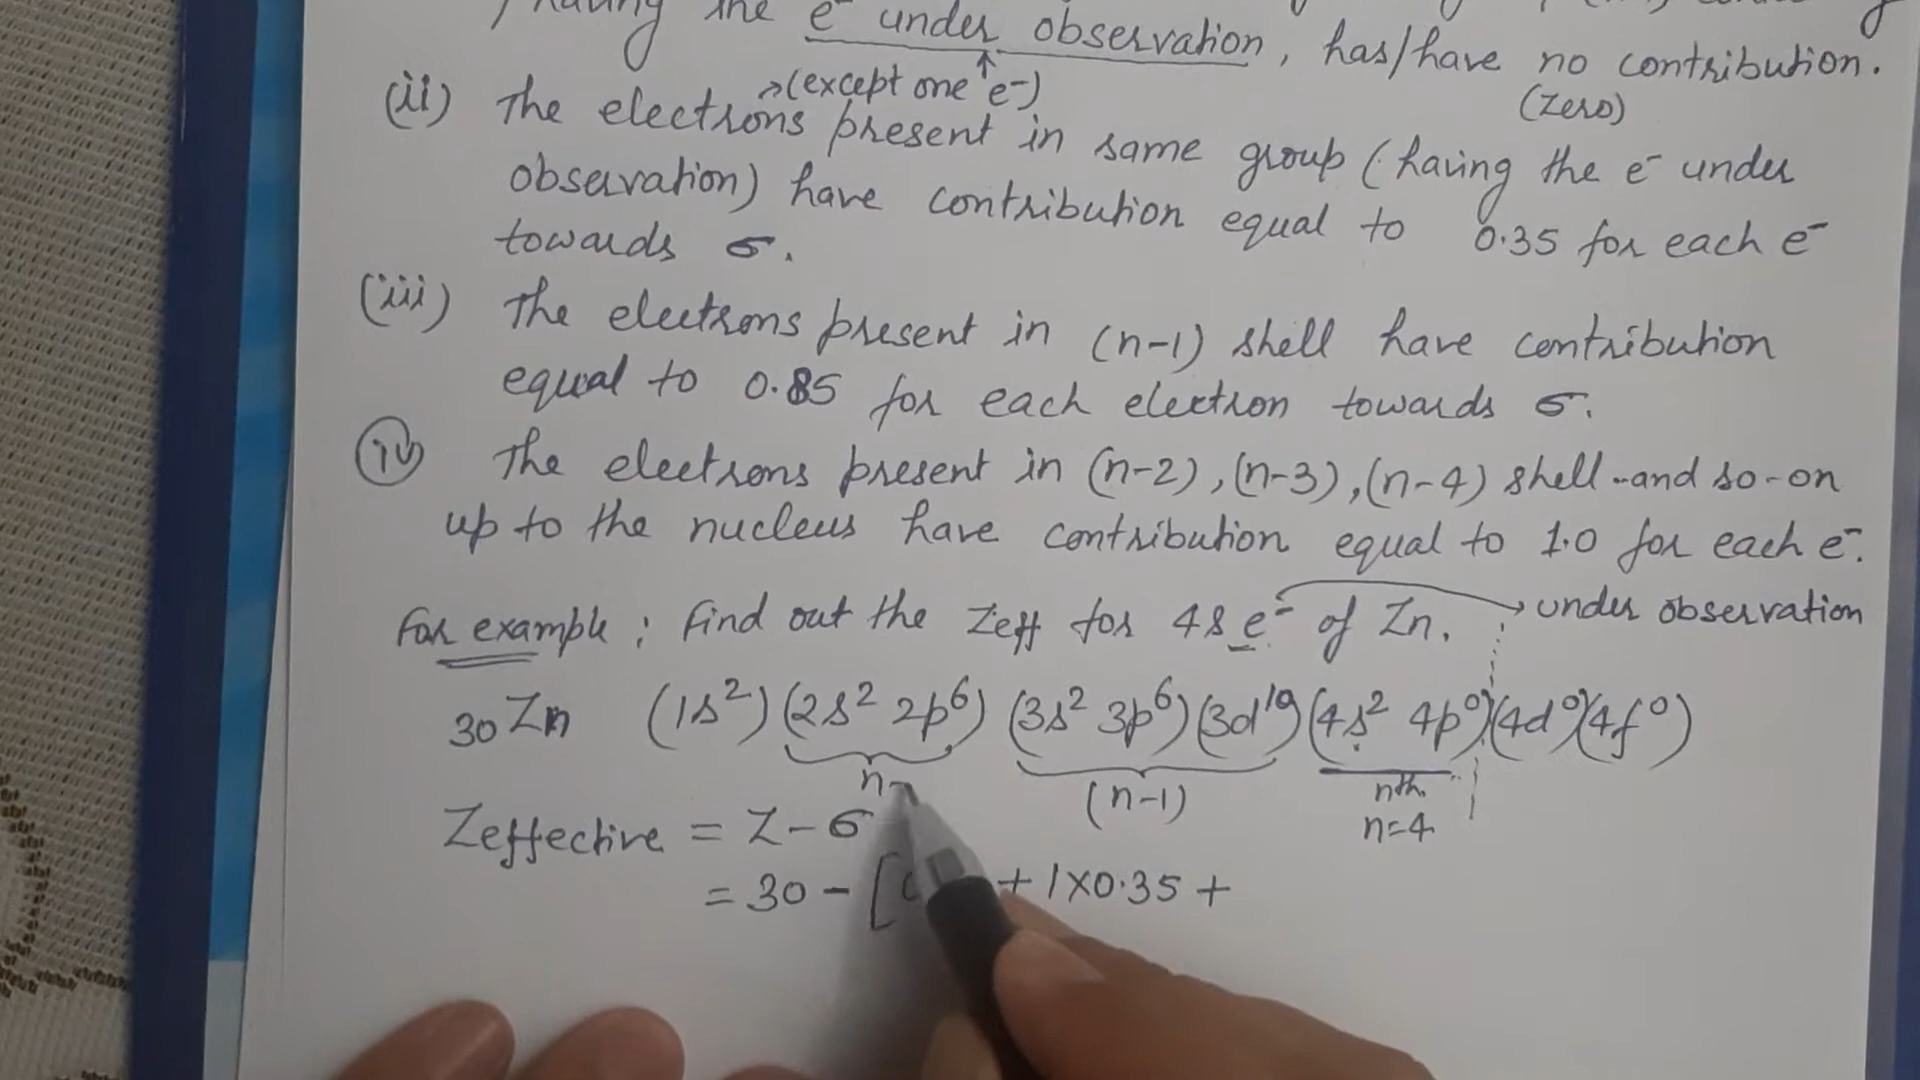 having the e⁻ under observation, has/have no contribution.
(zero)
→(except one e⁻)
(ii) The electrons present in same group (having the e⁻ under
observation) have contribution equal to 0.35 for each e⁻
towards σ.
(iii) The electrons present in (n-1) shell have contribution
equal to 0.85 for each electron towards σ.
(iv) The electrons present in (n-2), (n-3), (n-4) shell --and so-on
up to the nucleus have contribution equal to 1.0 for each e⁻.
For example : Find out the Zeff for 4s e⁻ of Zn. → under observation
₃₀Zn (1s²) (2s² 2p⁶) (3s² 3p⁶) (3d¹⁰) (4s² 4p⁰) (4d⁰) (4f⁰)
n- (n-1) nth
n=4
Zeffective = Z - σ
= 30 - [ + 1×0.35 +